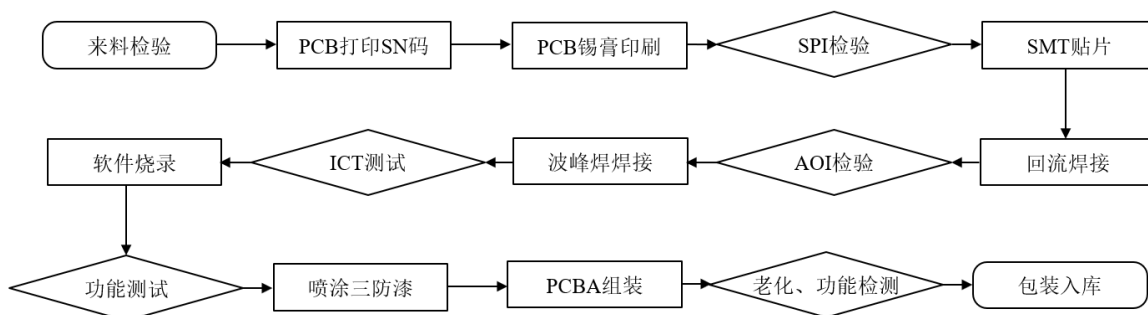 来料检验
PCB打印SN码
PCB锡膏印刷
SPI检验
SMT贴片
回流焊接
AOI检验
波峰焊焊接
ICT测试
软件烧录
功能测试
喷涂三防漆
PCBA组装
老化、功能检测
包装入库